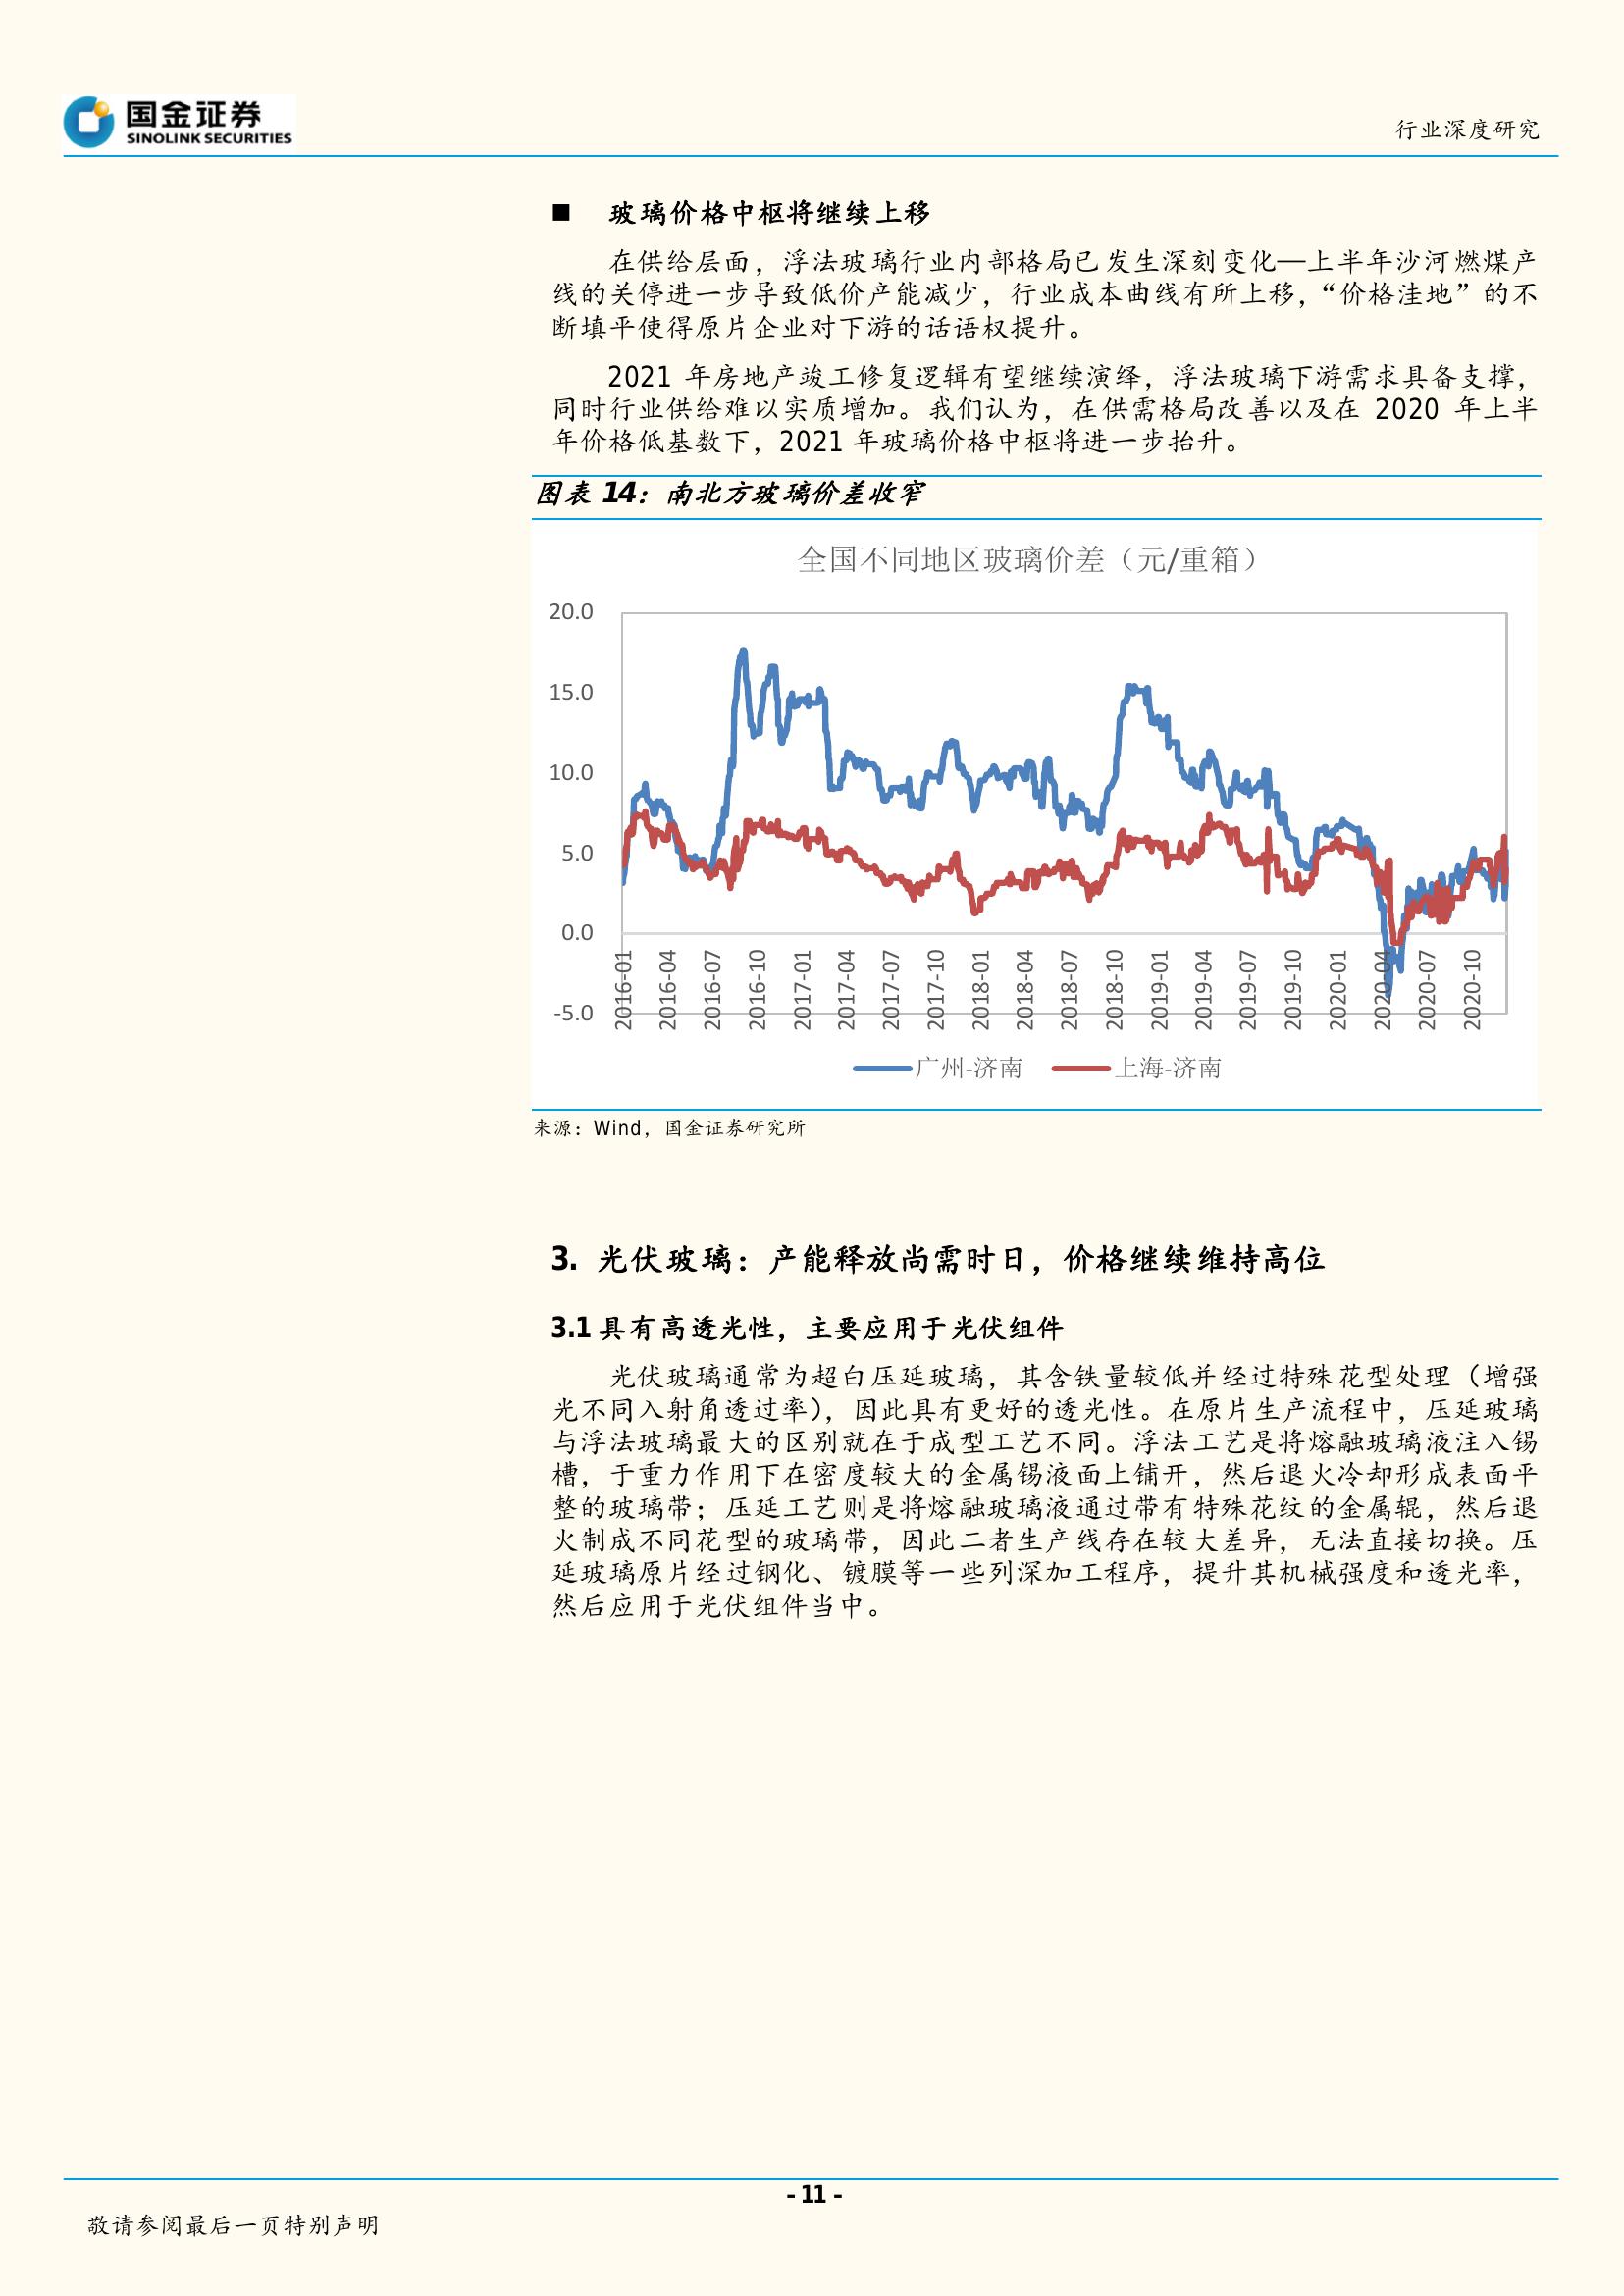 国金证券
SINOLINK SECURITIES
行业深度研究
■ 玻璃价格中枢将继续上移
在供给层面，浮法玻璃行业内部格局已发生深刻变化—上半年沙河燃煤产
线的关停进一步导致低价产能减少，行业成本曲线有所上移，“价格洼地”的不
断填平使得原片企业对下游的话语权提升。
2021 年房地产竣工修复逻辑有望继续演绎，浮法玻璃下游需求具备支撑，
同时行业供给难以实质增加。我们认为，在供需格局改善以及在 2020 年上半
年价格低基数下，2021 年玻璃价格中枢将进一步抬升。
图表 14：南北方玻璃价差收窄
全国不同地区玻璃价差（元/重箱）
20.0
15.0
10.0
5.0
0.0
-5.0
2016-01
2016-04
2016-07
2016-10
2017-01
2017-04
2017-07
2017-10
2018-01
2018-04
2018-07
2018-10
2019-01
2019-04
2019-07
2019-10
2020-01
2020-04
2020-07
2020-10
广州-济南
上海-济南
来源：Wind，国金证券研究所
3. 光伏玻璃：产能释放尚需时日，价格继续维持高位
3.1 具有高透光性，主要应用于光伏组件
光伏玻璃通常为超白压延玻璃，其含铁量较低并经过特殊花型处理（增强
光不同入射角透过率），因此具有更好的透光性。在原片生产流程中，压延玻璃
与浮法玻璃最大的区别就在于成型工艺不同。浮法工艺是将熔融玻璃液注入锡
槽，于重力作用下在密度较大的金属锡液面上铺开，然后退火冷却形成表面平
整的玻璃带；压延工艺则是将熔融玻璃液通过带有特殊花纹的金属辊，然后退
火制成不同花型的玻璃带，因此二者生产线存在较大差异，无法直接切换。压
延玻璃原片经过钢化、镀膜等一些列深加工程序，提升其机械强度和透光率，
然后应用于光伏组件当中。
- 11 -
敬请参阅最后一页特别声明